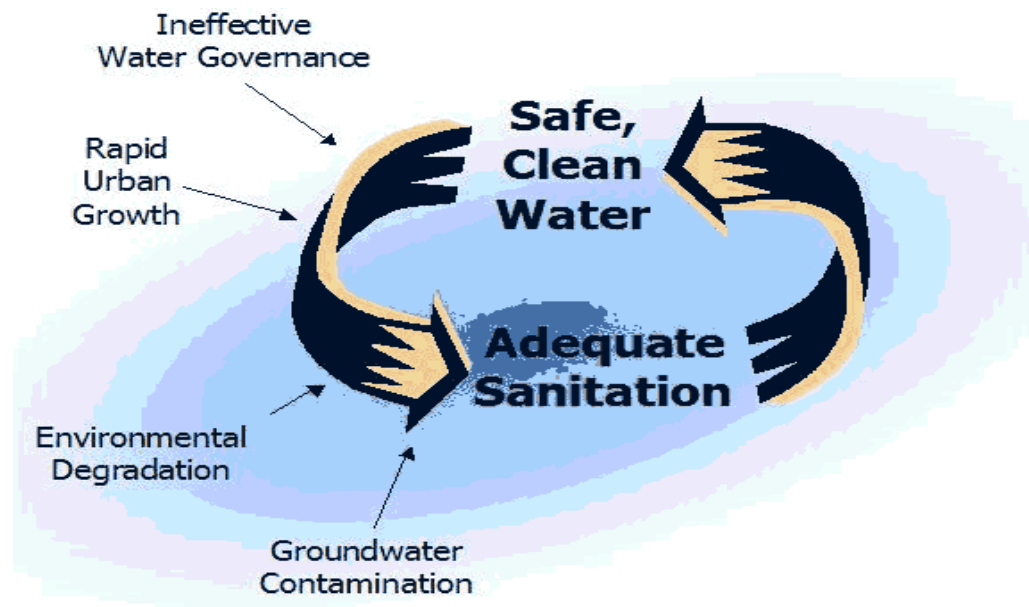 Ineffective
Water Governance
Rapid
Urban
Growth
Safe,
Clean
Water
Adequate
Sanitation
Environmental
Degradation
Groundwater
Contamination